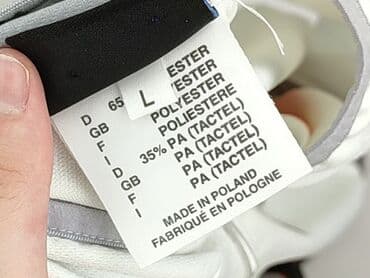 L
D 65 ESTER
GB YESTER
F POLYESTER
I POLIESTERE
D 35% PA (TACTEL)
GB PA (TACTEL)
F PA (TACTEL)
I PA (TACTEL)
MADE IN POLAND
FABRIQUÉ EN POLOGNE